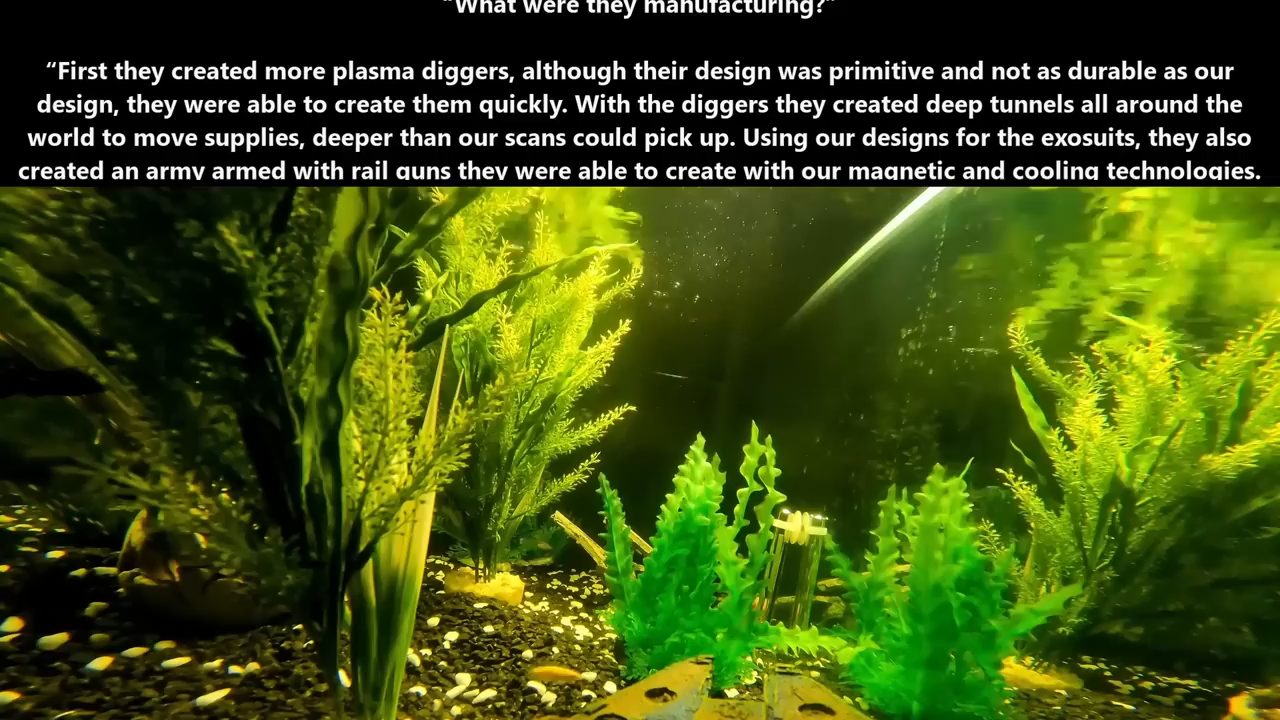 “What were they manufacturing?”
“First they created more plasma diggers, although their design was primitive and not as durable as our
design, they were able to create them quickly. With the diggers they created deep tunnels all around the
world to move supplies, deeper than our scans could pick up. Using our designs for the exosuits, they also
created an army armed with rail guns they were able to create with our magnetic and cooling technologies.